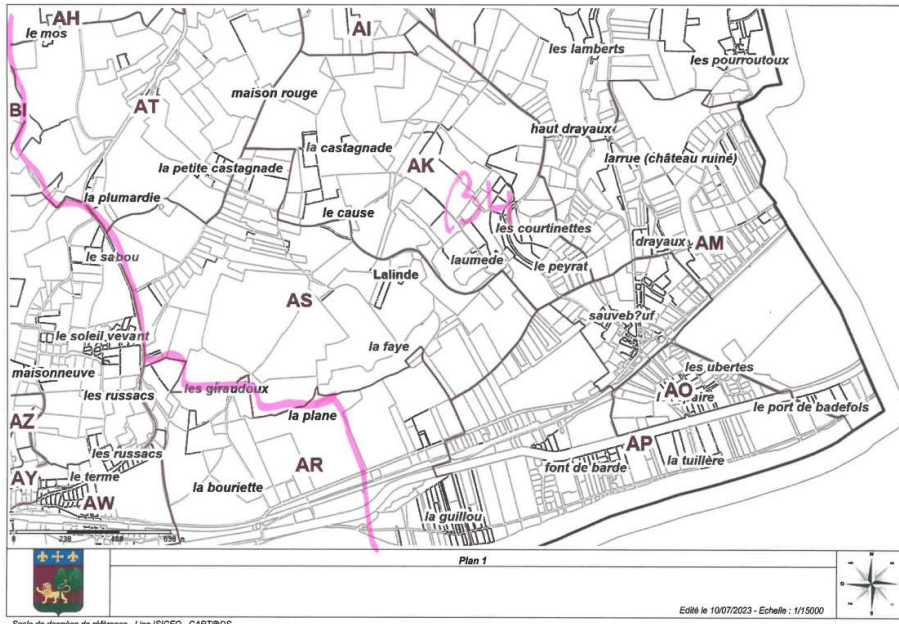 AH
le mos
AI
les lamberts
les pourroutoux
BI
AT
maison rouge
haut drayaux
la castagnade
larrue (château ruiné)
la petite castagnade
AK
la plumardie
34
le cause
les courtinettes
le sabou
laumede
le peyrat
drayaux
AM
Lalinde
AS
sauveb?uf
le soleil vevant
la faye
maisonneuve
les ubertes
les russacs
les giraudoux
AO
la plane
le port de badefols
AZ
les russacs
AR
AP
AY
le terme
la bouriette
font de barde
la tuillère
AW
la guillou
0
Plan 1
Edité le 10/07/2023 - Echelle : 1/15000